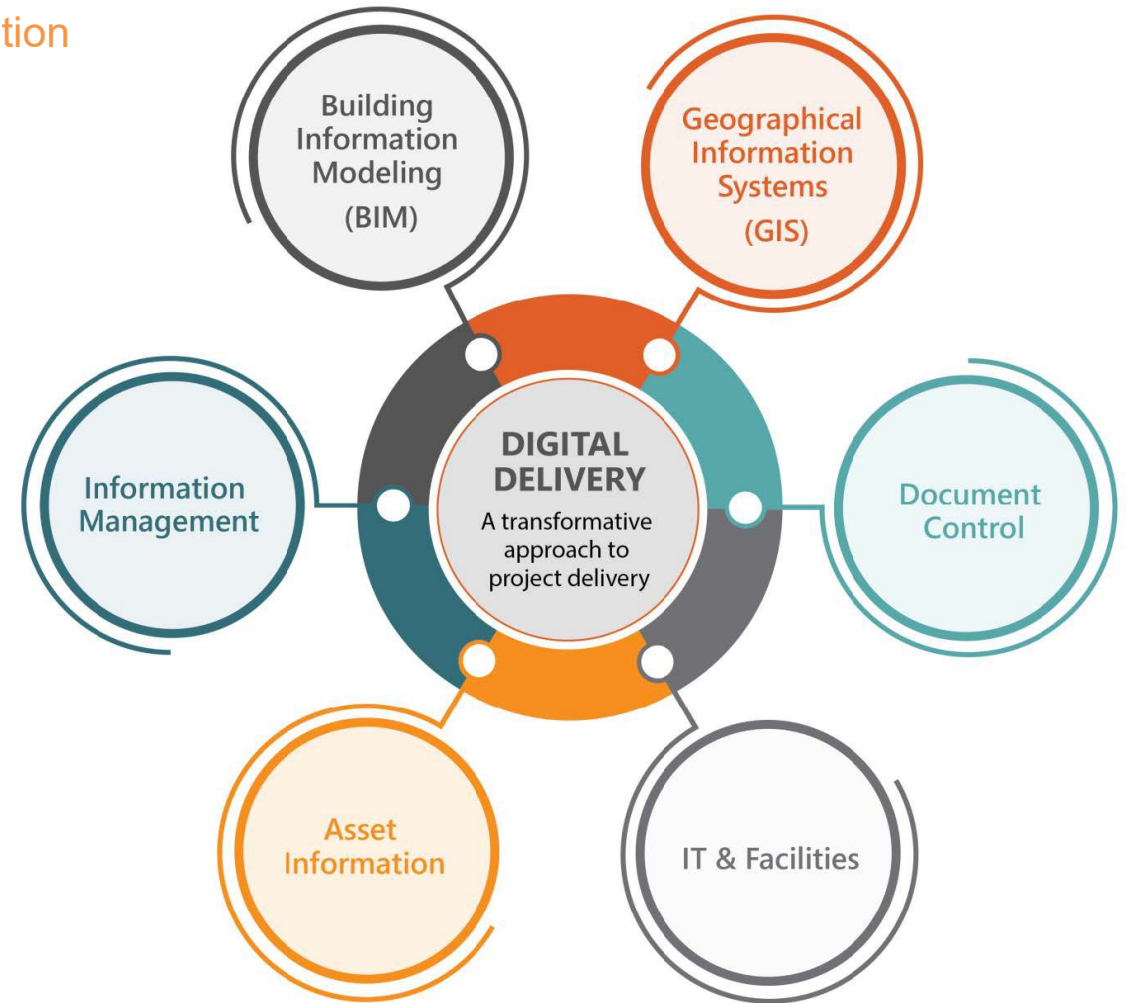 tion
Building
Information
Modeling
(BIM)
Geographical
Information
Systems
(GIS)
Information
Management
DIGITAL
DELIVERY
A transformative
approach to
project delivery
Document
Control
Asset
Information
IT & Facilities